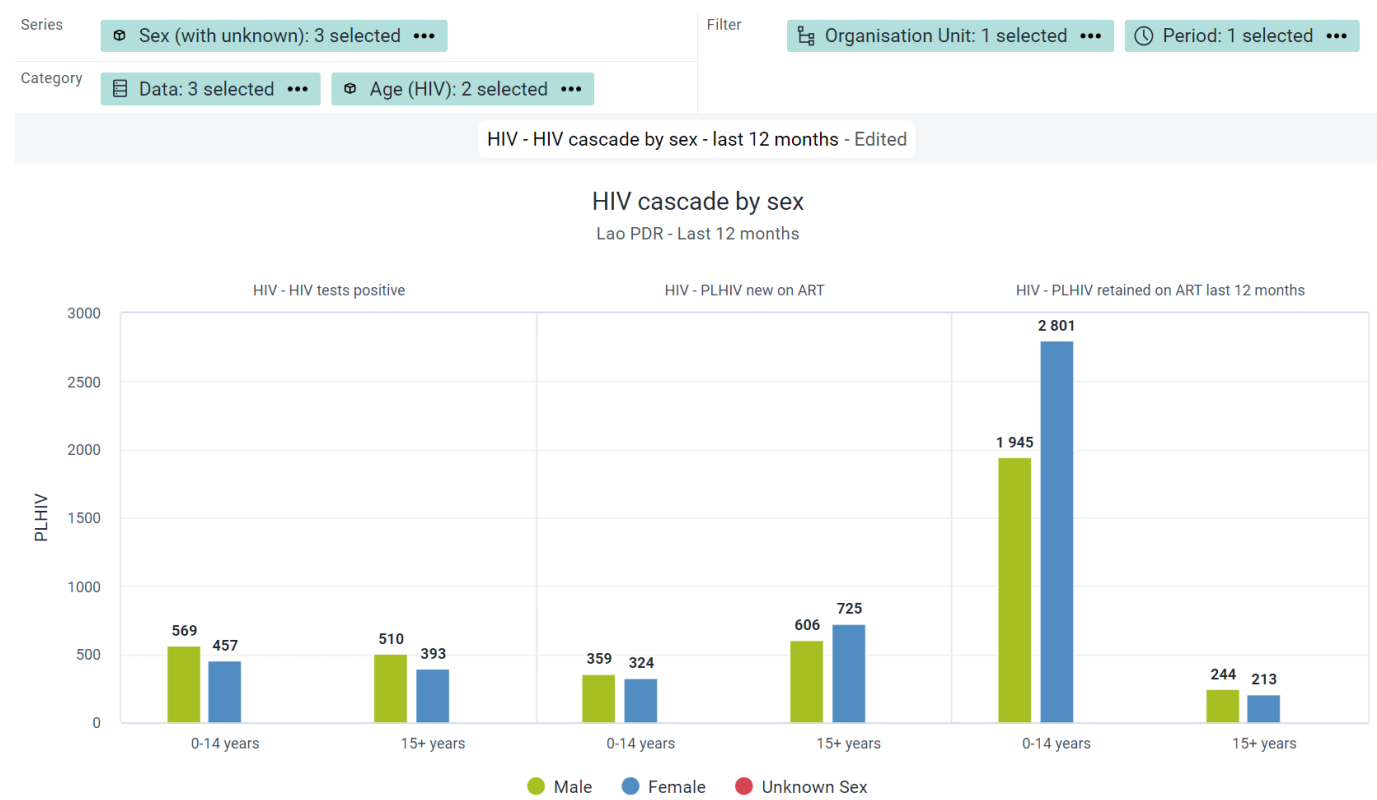 Series
Sex (with unknown): 3 selected •••
Filter
Organisation Unit: 1 selected •••
Period: 1 selected •••
Category
Data: 3 selected •••
Age (HIV): 2 selected •••
HIV - HIV cascade by sex - last 12 months - Edited
HIV cascade by sex
Lao PDR - Last 12 months
HIV - HIV tests positive
HIV - PLHIV new on ART
HIV - PLHIV retained on ART last 12 months
PLHIV
3000
2500
2000
1500
1000
500
0
569
457
510
393
359
324
606
725
1 945
2 801
244
213
0-14 years
15+ years
0-14 years
15+ years
0-14 years
15+ years
Male
Female
Unknown Sex